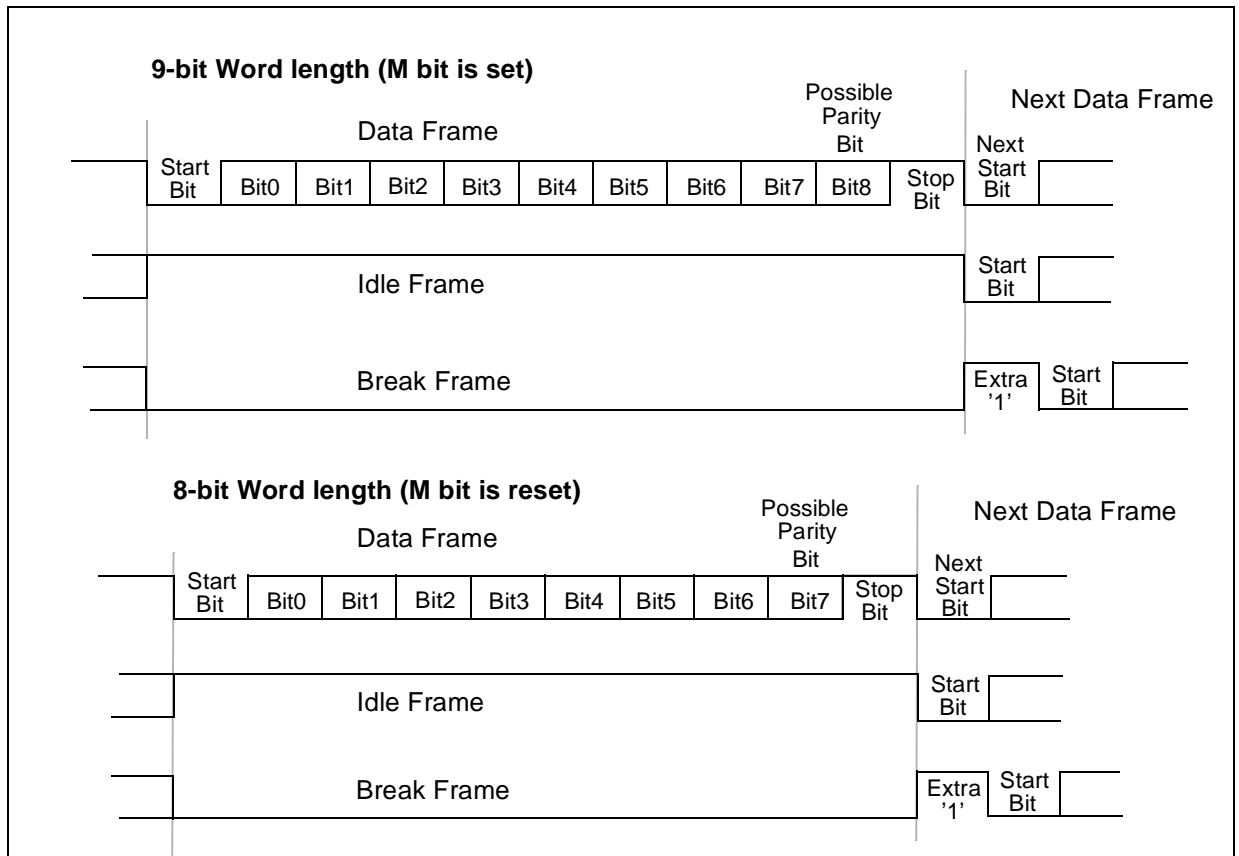 9-bit Word length (M bit is set)
Possible
Parity
Bit
Next Data Frame
Data Frame
Next
Start
Bit
Start
Bit
Bit0
Bit1
Bit2
Bit3
Bit4
Bit5
Bit6
Bit7
Bit8
Stop
Bit
Idle Frame
Start
Bit
Break Frame
Extra
'1'
Start
Bit
8-bit Word length (M bit is reset)
Possible
Parity
Bit
Next Data Frame
Data Frame
Next
Start
Bit
Start
Bit
Bit0
Bit1
Bit2
Bit3
Bit4
Bit5
Bit6
Bit7
Stop
Bit
Idle Frame
Start
Bit
Break Frame
Extra
'1'
Start
Bit